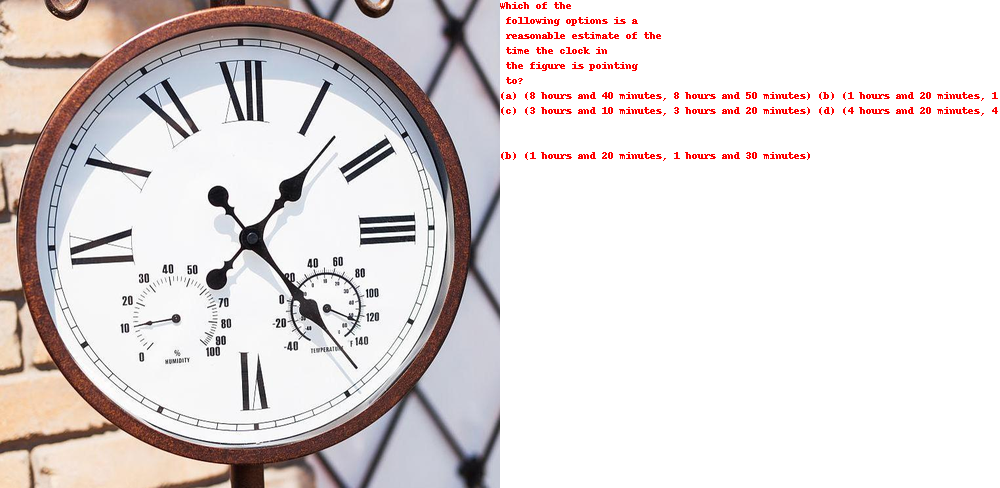 Which of the
following options is a
reasonable estimate of the
time the clock in
the figure is pointing
to?
(a) (8 hours and 40 minutes, 8 hours and 50 minutes) (b) (1 hours and 20 minutes, 1
(c) (3 hours and 10 minutes, 3 hours and 20 minutes) (d) (4 hours and 20 minutes, 4
(b) (1 hours and 20 minutes, 1 hours and 30 minutes)
XII
I
II
III
VI
IX
X
XI
0 10 20 30 40 50 70 80 90 100
%
HUMIDITY
-40 -20 0 20 40 60 80 100 120 140
F
TEMPERATURE